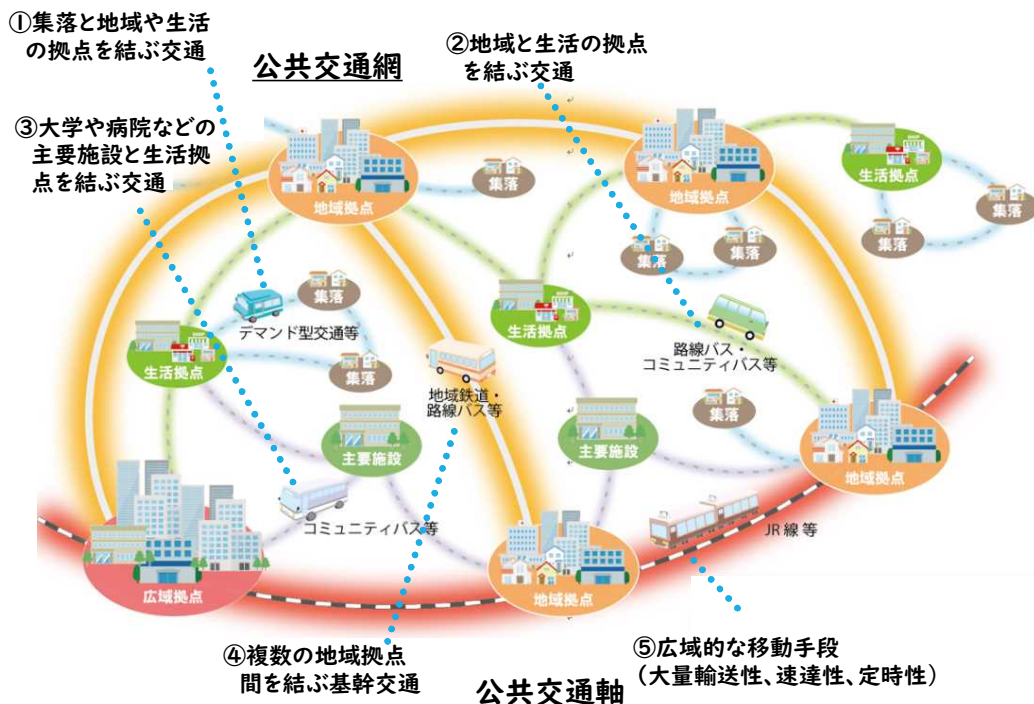 ①集落と地域や生活
の拠点を結ぶ交通
公共交通網
②地域と生活の拠点
を結ぶ交通
③大学や病院などの
主要施設と生活拠
点を結ぶ交通
地域拠点
地域拠点
集落
生活拠点
集落
集落
集落
集落
集落
デマンド型交通等
生活拠点
集落
生活拠点
路線バス・
コミュニティバス等
地域鉄道・
路線バス等
集落
主要施設
主要施設
地域拠点
コミュニティバス等
JR線等
広域拠点
地域拠点
④複数の地域拠点
間を結ぶ基幹交通
公共交通軸
⑤広域的な移動手段
（大量輸送性、速達性、定時性）